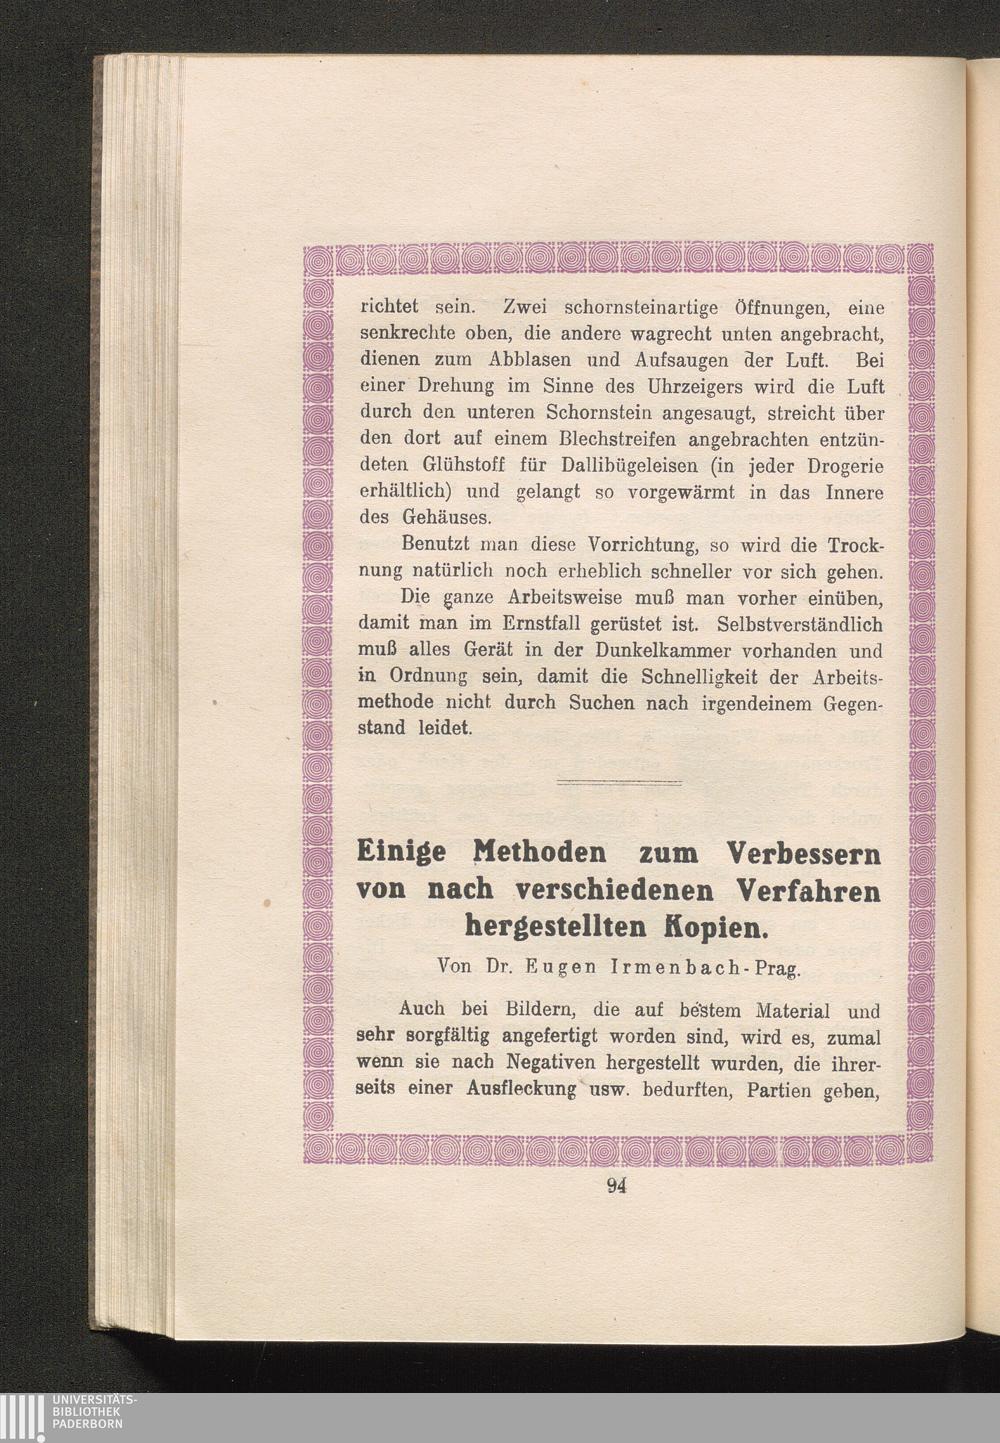 richtet sein. Zwei schornsteinartige Öffnungen, eine
senkrechte oben, die andere wagrecht unten angebracht,
dienen zum Abblasen und Aufsaugen der Luft. Bei
einer Drehung im Sinne des Uhrzeigers wird die Luft
durch den unteren Schornstein angesaugt, streicht über
den dort auf einem Blechstreifen angebrachten entzün-
deten Glühstoff für Dallibügeleisen (in jeder Drogerie
erhältlich) und gelangt so vorgewärmt in das Innere
des Gehäuses.
Benutzt man diese Vorrichtung, so wird die Trock-
nung natürlich noch erheblich schneller vor sich gehen.
Die ganze Arbeitsweise muß man vorher einüben,
damit man im Ernstfall gerüstet ist. Selbstverständlich
muß alles Gerät in der Dunkelkammer vorhanden und
in Ordnung sein, damit die Schnelligkeit der Arbeits-
methode nicht durch Suchen nach irgendeinem Gegen-
stand leidet.
Einige Methoden zum Verbessern
von nach verschiedenen Verfahren
hergestellten Kopien.
Von Dr. Eugen Irmenbach-Prag.
Auch bei Bildern, die auf bestem Material und
sehr sorgfältig angefertigt worden sind, wird es, zumal
wenn sie nach Negativen hergestellt wurden, die ihrer-
seits einer Ausfleckung usw. bedurften, Partien geben,
94
UNIVERSITÄTS-
BIBLIOTHEK
PADERBORN